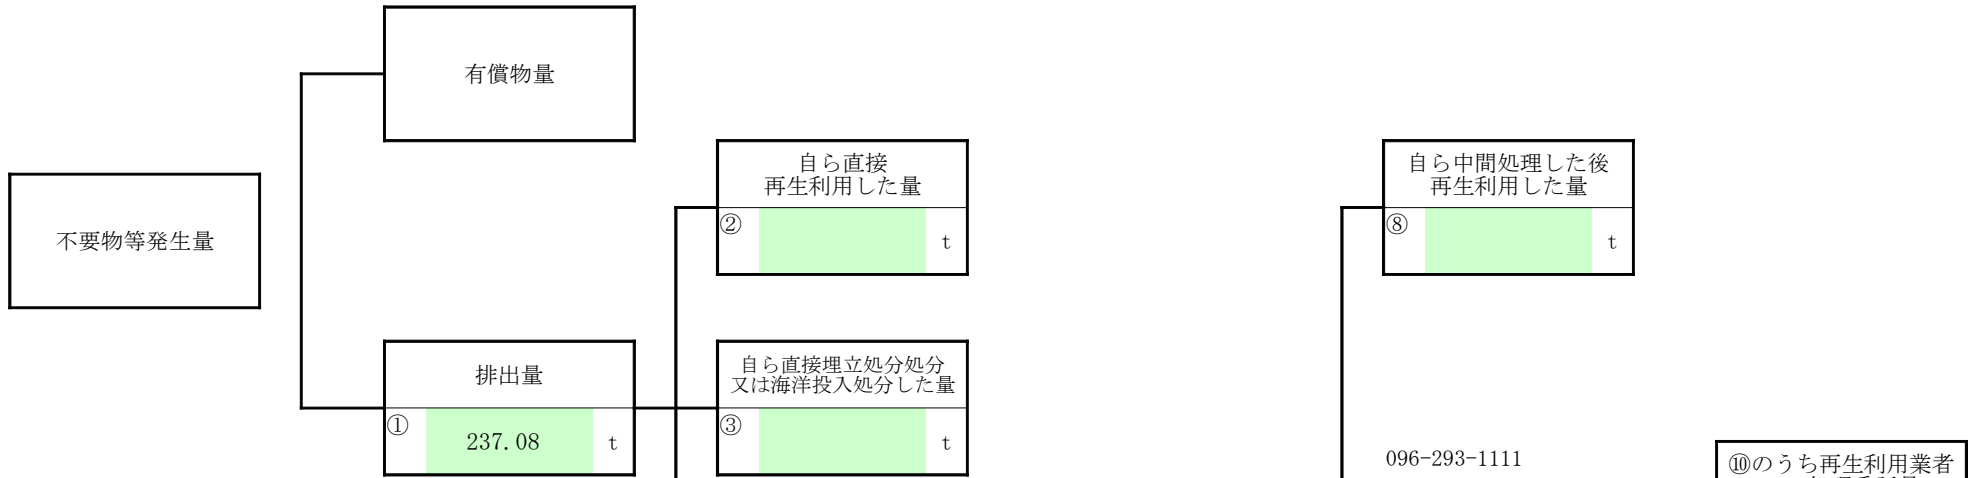 有償物量
自ら直接
再生利用した量
②
t
自ら中間処理した後
再生利用した量
⑧
t
不要物等発生量
排出量
①
237.08
t
自ら直接埋立処分処分
又は海洋投入処分した量
③
t
096-293-1111
⑩のうち再生利用業者